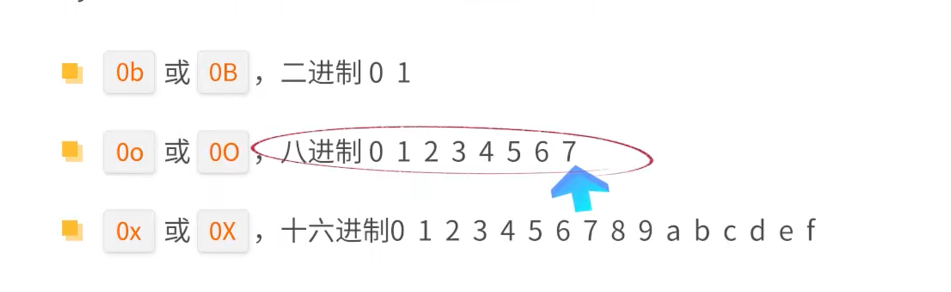 0b 或 0B ，二进制 0 1
0o 或 0O ，八进制 0 1 2 3 4 5 6 7
0x 或 0X ，十六进制0 1 2 3 4 5 6 7 8 9 a b c d e f